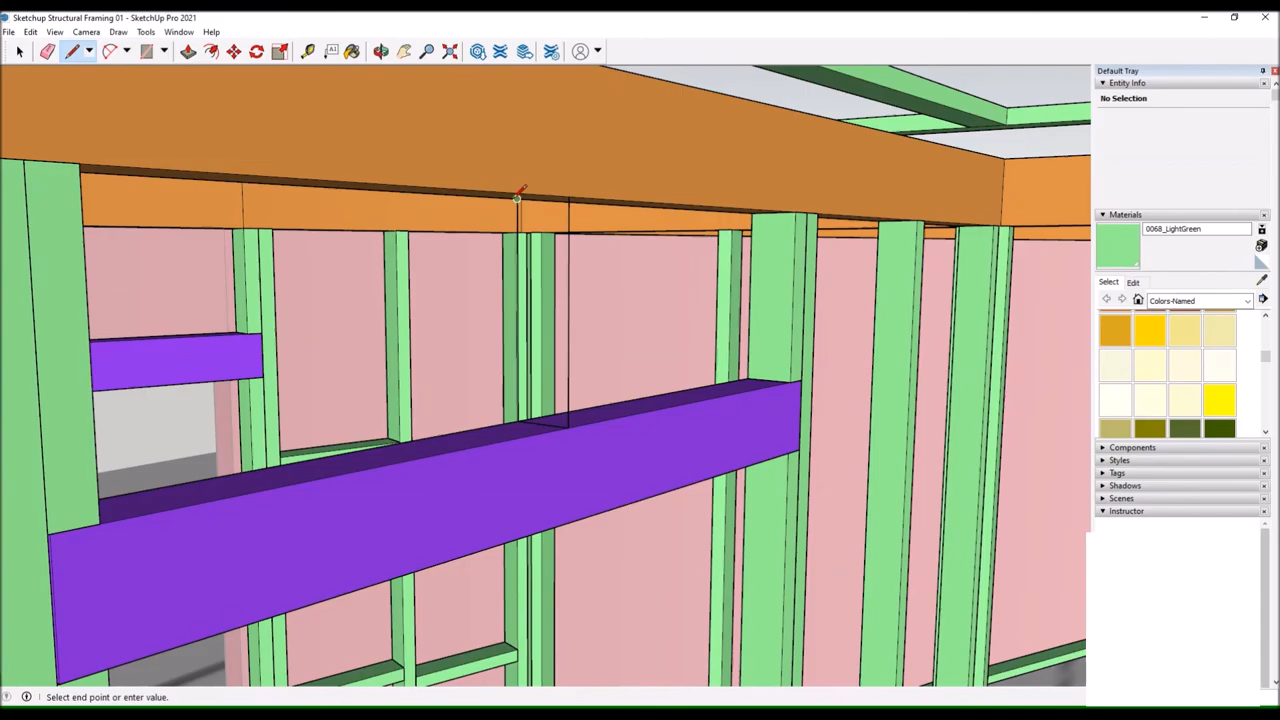 Sketchup Structural Framing 01 - SketchUp Pro 2021
File Edit View Camera Draw Tools Window Help
Default Tray
Entity Info
No Selection
Materials
0068_LightGreen
Select Edit
Colors-Named
Components
Styles
Tags
Shadows
Scenes
Instructor
Select end point or enter value.